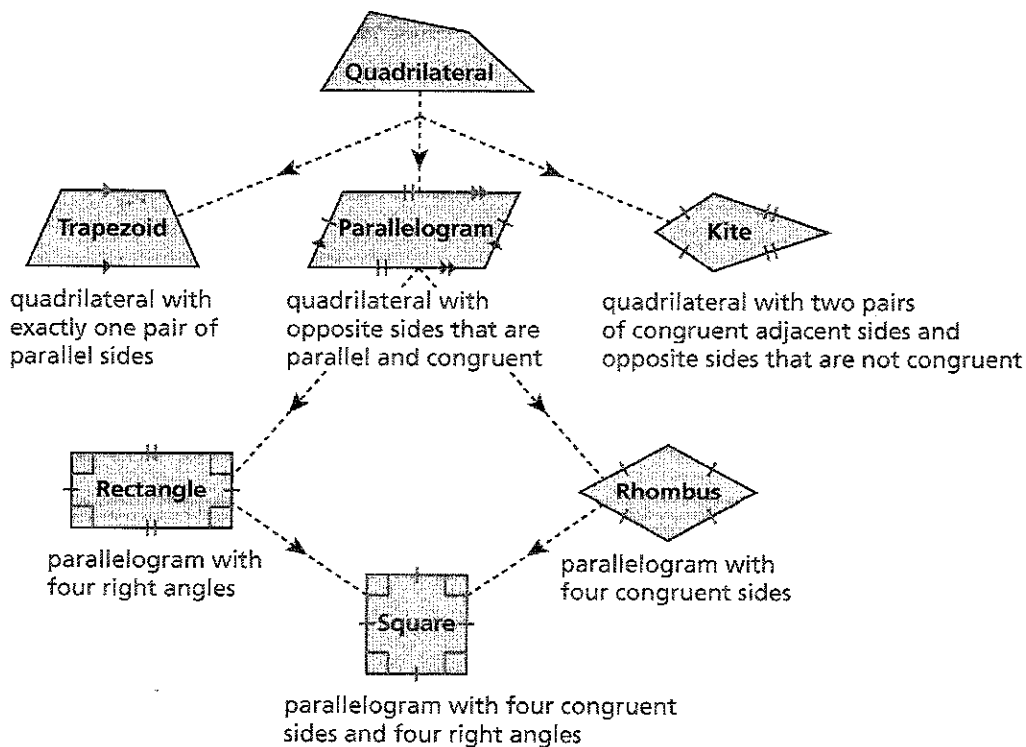 Quadrilateral
Trapezoid
Parallelogram
Kite
quadrilateral with
exactly one pair of
parallel sides
quadrilateral with
opposite sides that are
parallel and congruent
quadrilateral with two pairs
of congruent adjacent sides and
opposite sides that are not congruent
Rectangle
Rhombus
parallelogram with
four right angles
parallelogram with
four congruent sides
Square
parallelogram with four congruent
sides and four right angles